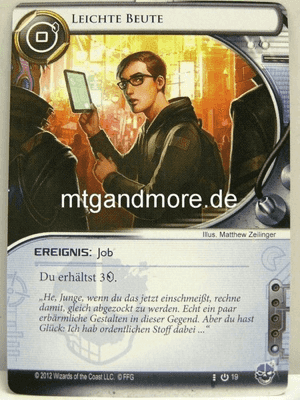 LEICHTE BEUTE
mtgandmore.de
Illus. Matthew Zeilinger
EREIGNIS: Job
Du erhältst 3
„He, Junge, wenn du das jetzt einschmeißt, rechne
damit, gleich abgezockt zu werden. Echt ein paar
erbärmliche Gestalten in dieser Gegend. Aber du hast
Glück: Ich hab ordentlichen Stoff dabei ..."
© 2012 Wizards of the Coast LLC. © FFG
19